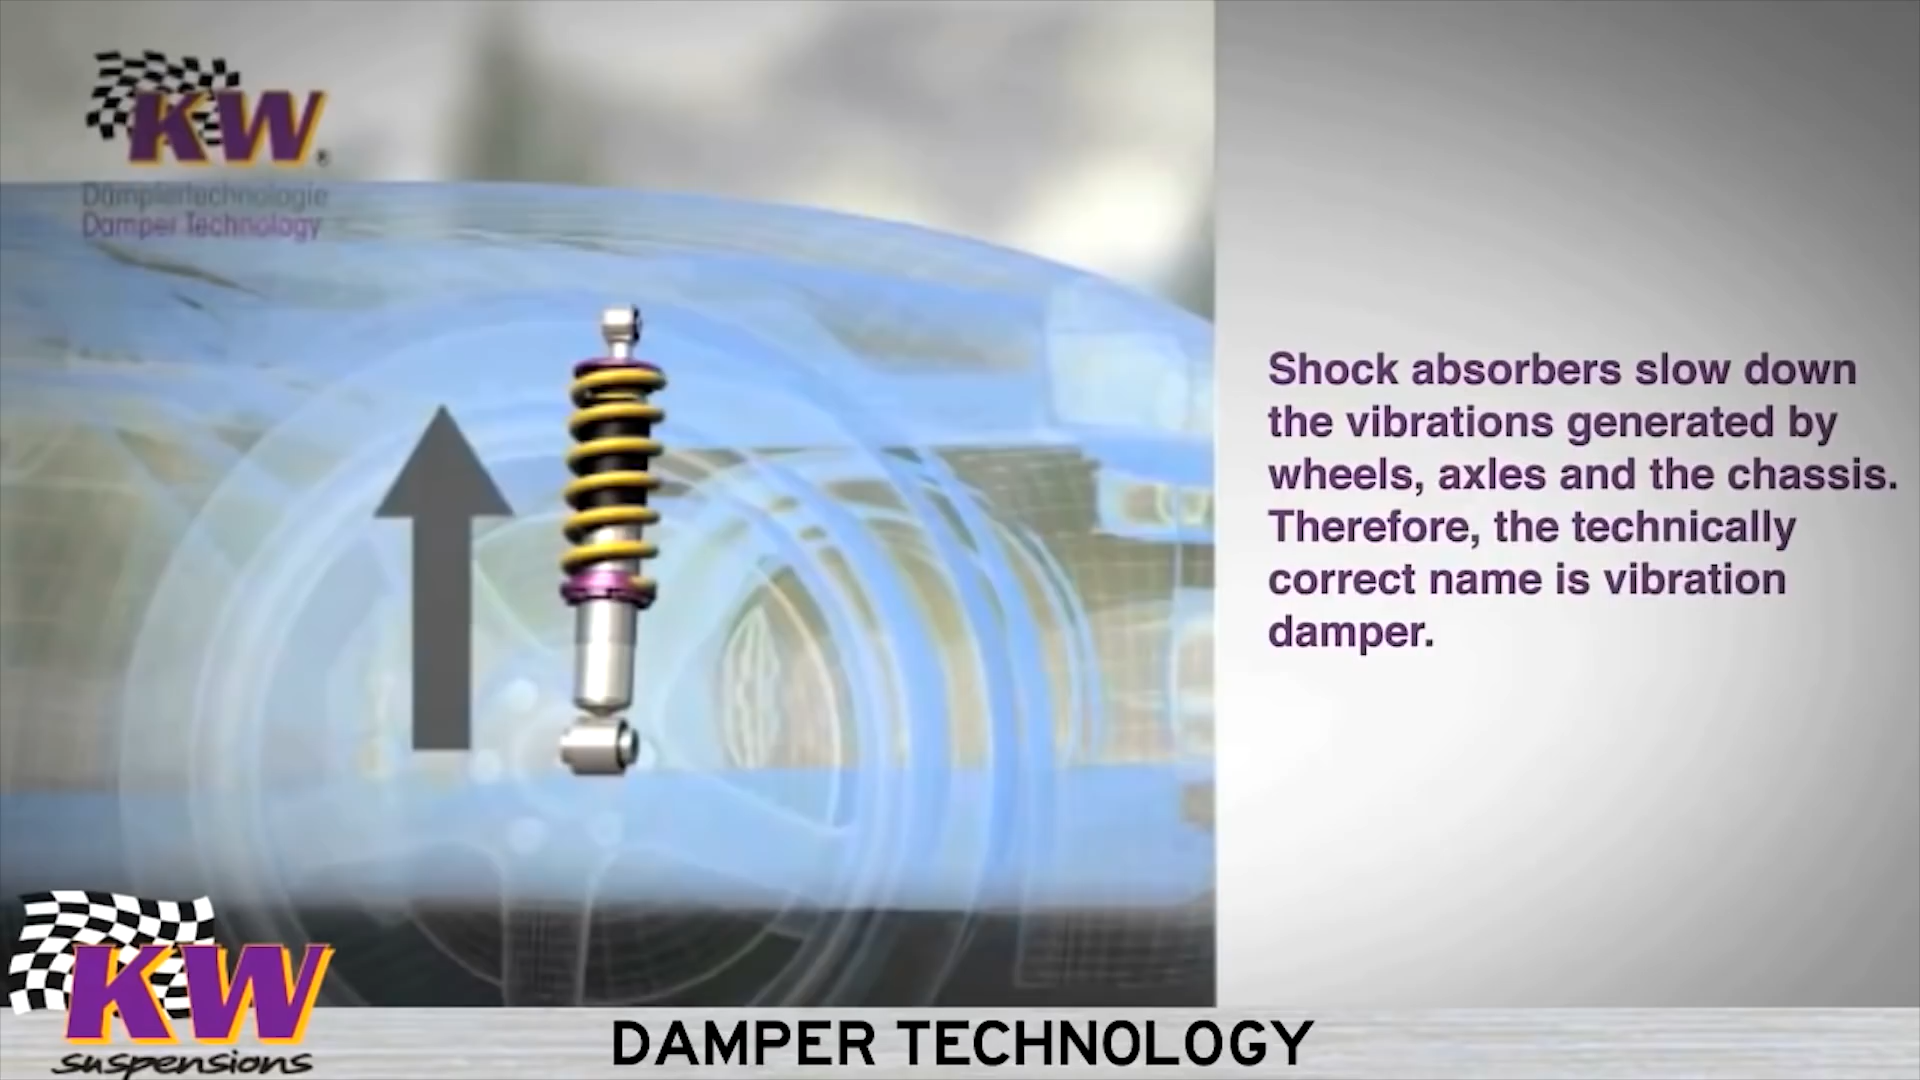 KW®
Dämpfertechnologie
Damper Technology
Shock absorbers slow down
the vibrations generated by
wheels, axles and the chassis.
Therefore, the technically
correct name is vibration
damper.
KW
suspensions
DAMPER TECHNOLOGY